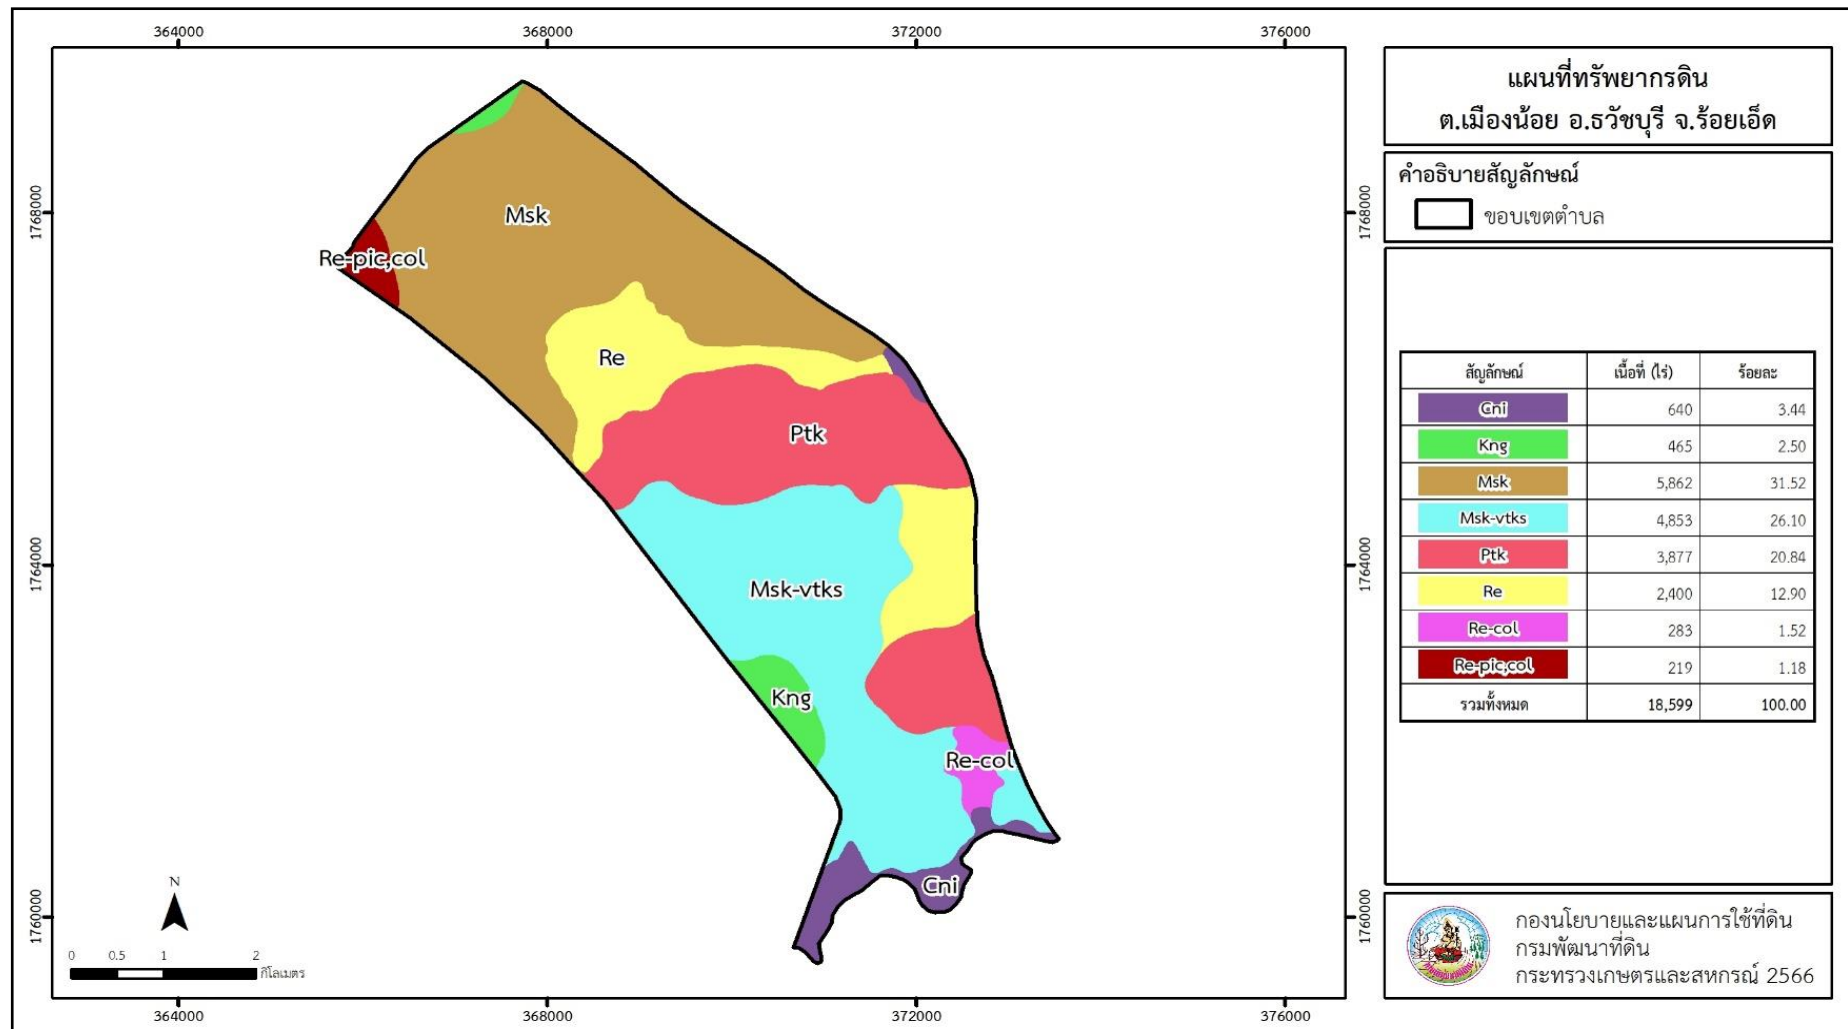 364000
368000
372000
376000
1768000
1764000
1760000
1768000
1764000
1760000
Msk
Re-pic,col
Re
Ptk
Msk-vtks
Kng
Re-col
Cni
N
0 0.5 1 2
กิโลเมตร
364000
368000
372000
376000
แผนที่ทรัพยากรดิน
ต.เมืองน้อย อ.ธวัชบุรี จ.ร้อยเอ็ด
คำอธิบายสัญลักษณ์
ขอบเขตตำบล
สัญลักษณ์ เนื้อที่ (ไร่) ร้อยละ
Cni 640 3.44
Kng 465 2.50
Msk 5,862 31.52
Msk-vtks 4,853 26.10
Ptk 3,877 20.84
Re 2,400 12.90
Re-col 283 1.52
Re-pic,col 219 1.18
รวมทั้งหมด 18,599 100.00
กองนโยบายและแผนการใช้ที่ดิน
กรมพัฒนาที่ดิน
กระทรวงเกษตรและสหกรณ์ 2566